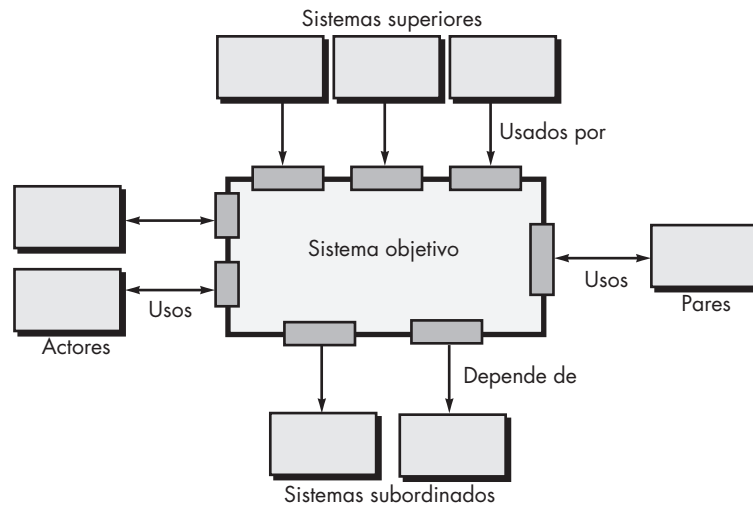 Sistemas superiores
Usados por
Sistema objetivo
Usos
Actores
Usos
Pares
Depende de
Sistemas subordinados